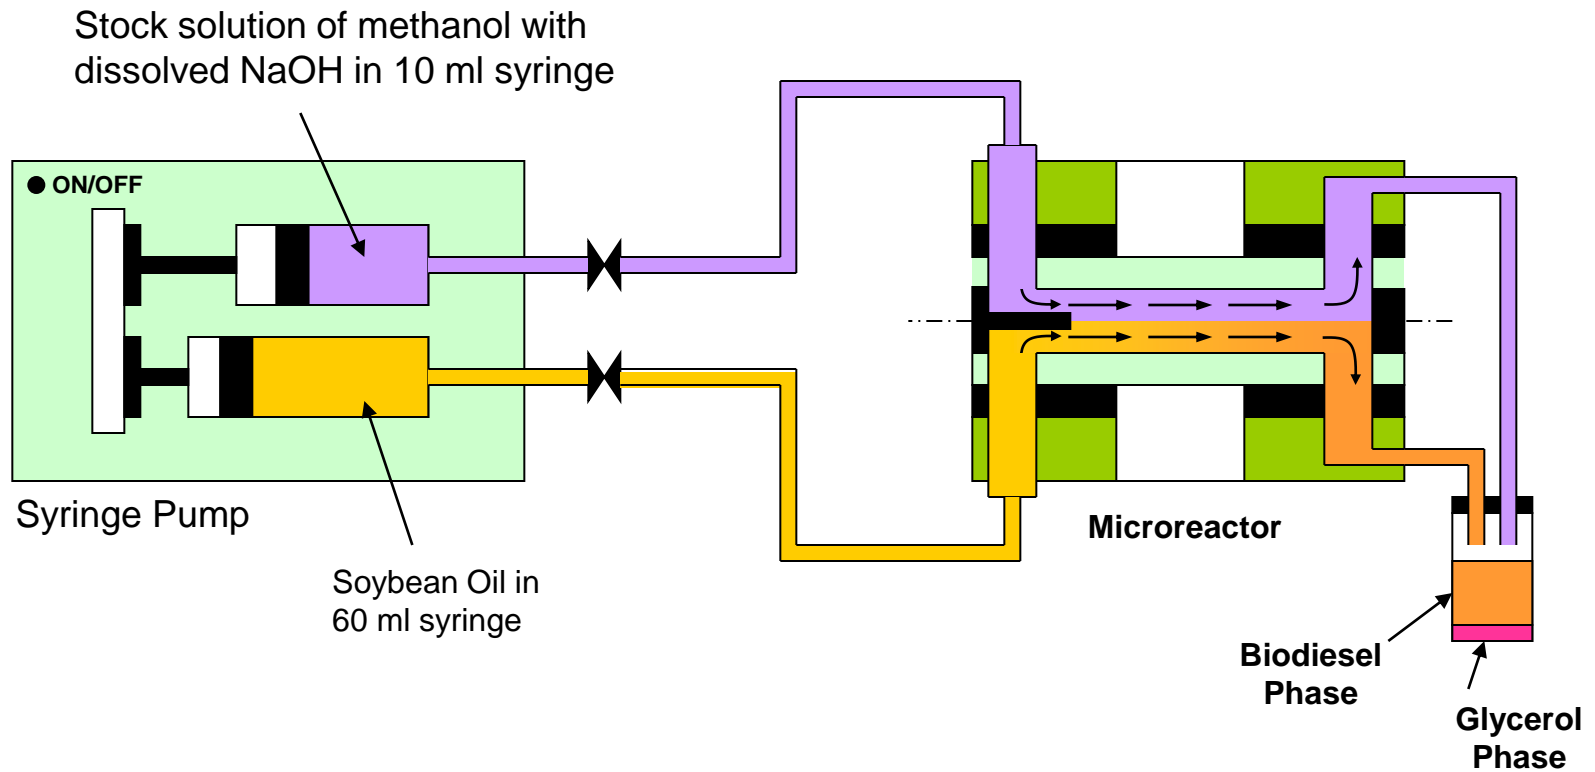 Stock solution of methanol with
dissolved NaOH in 10 ml syringe
ON/OFF
Syringe Pump
Soybean Oil in
60 ml syringe
Microreactor
Biodiesel
Phase
Glycerol
Phase